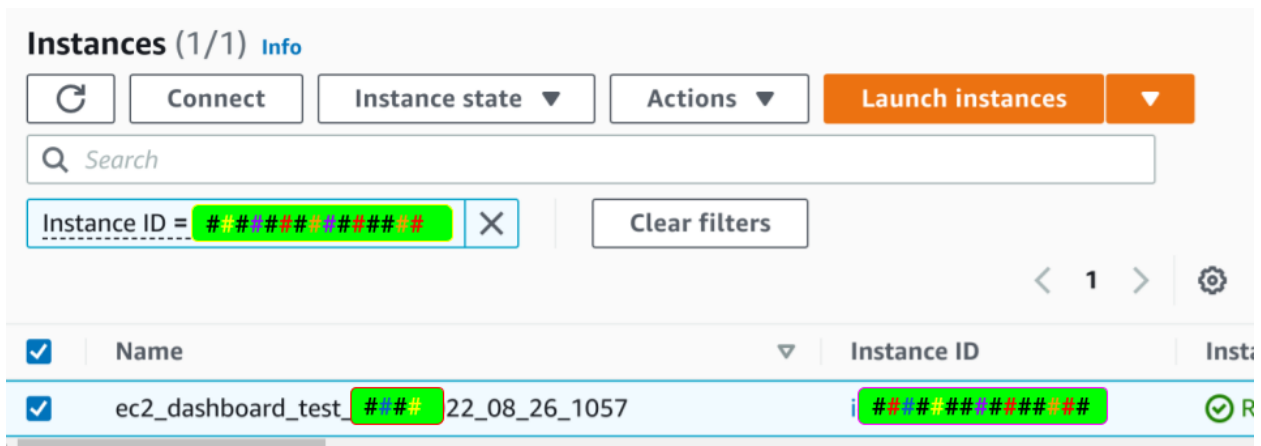 Instances (1/1) Info
Connect Instance state Actions Launch instances
Search
Instance ID = ############### Clear filters
1
Name Instance ID Insta
ec2_dashboard_test_####22_08_26_1057 i############### R